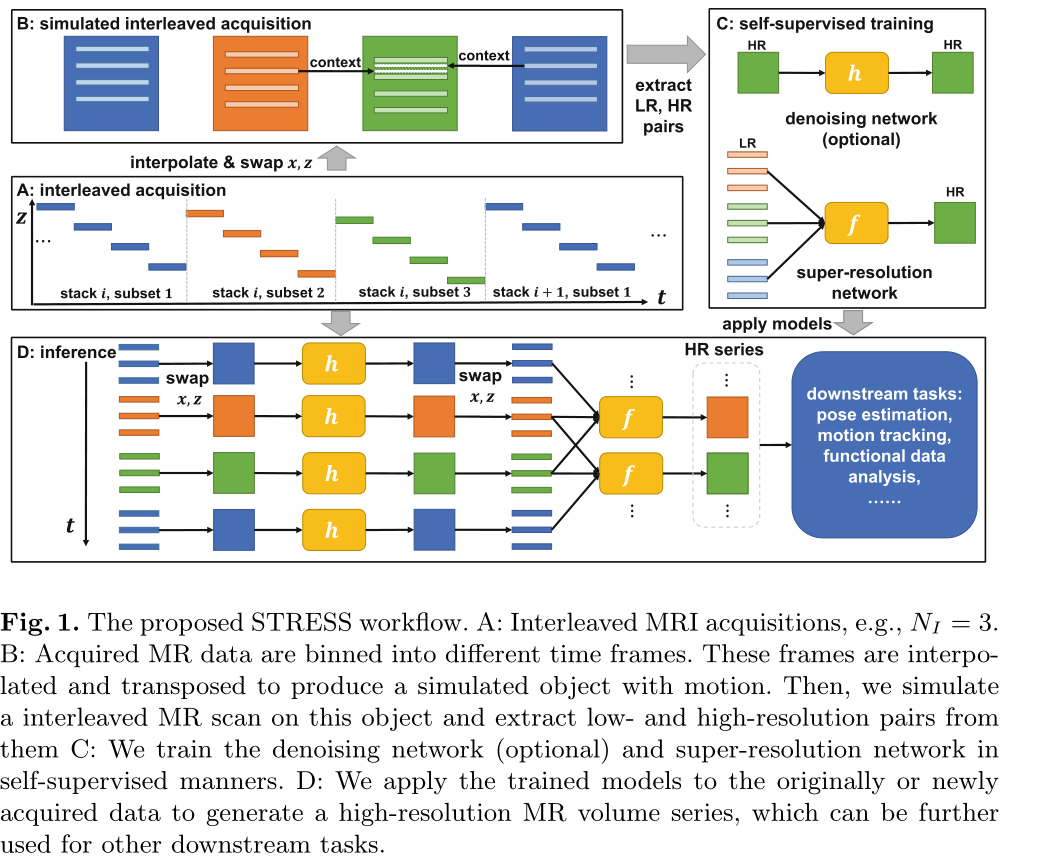 B: simulated interleaved acquisition
context
context
extract
LR, HR
pairs
C: self-supervised training
HR
h
HR
denoising network
(optional)
LR
f
HR
super-resolution
network
interpolate & swap x, z
A: interleaved acquisition
z
...
...
stack i, subset 1
stack i, subset 2
stack i, subset 3
stack i + 1, subset 1
t
apply models
D: inference
swap
x, z
h
h
h
h
swap
x, z
t
⋮
f
f
⋮
HR series
⋮
⋮
downstream tasks:
pose estimation,
motion tracking,
functional data
analysis,
......
Fig. 1. The proposed STRESS workflow. A: Interleaved MRI acquisitions, e.g., N_I = 3.
B: Acquired MR data are binned into different time frames. These frames are interpo-
lated and transposed to produce a simulated object with motion. Then, we simulate
a interleaved MR scan on this object and extract low- and high-resolution pairs from
them C: We train the denoising network (optional) and super-resolution network in
self-supervised manners. D: We apply the trained models to the originally or newly
acquired data to generate a high-resolution MR volume series, which can be further
used for other downstream tasks.